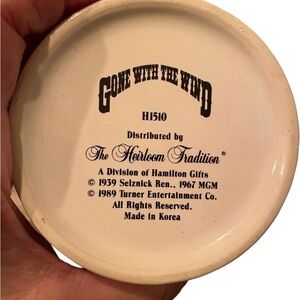 GONE WITH THE WIND
H1510
Distributed by
The Heirloom Tradition®
A Division of Hamilton Gifts
© 1939 Selznick Ren.. 1967 MGM
© 1989 Turner Entertainment Co.
All Rights Reserved.
Made in Korea